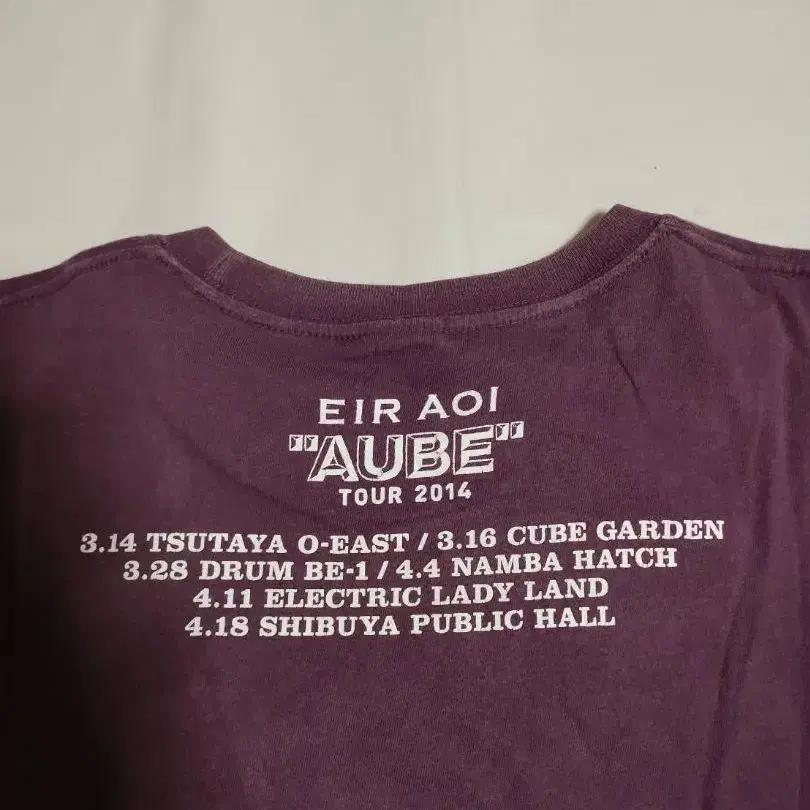 EIR AOI
"AUBE"
TOUR 2014
3.14 TSUTAYA O-EAST / 3.16 CUBE GARDEN
3.28 DRUM BE-1 / 4.4 NAMBA HATCH
4.11 ELECTRIC LADY LAND
4.18 SHIBUYA PUBLIC HALL